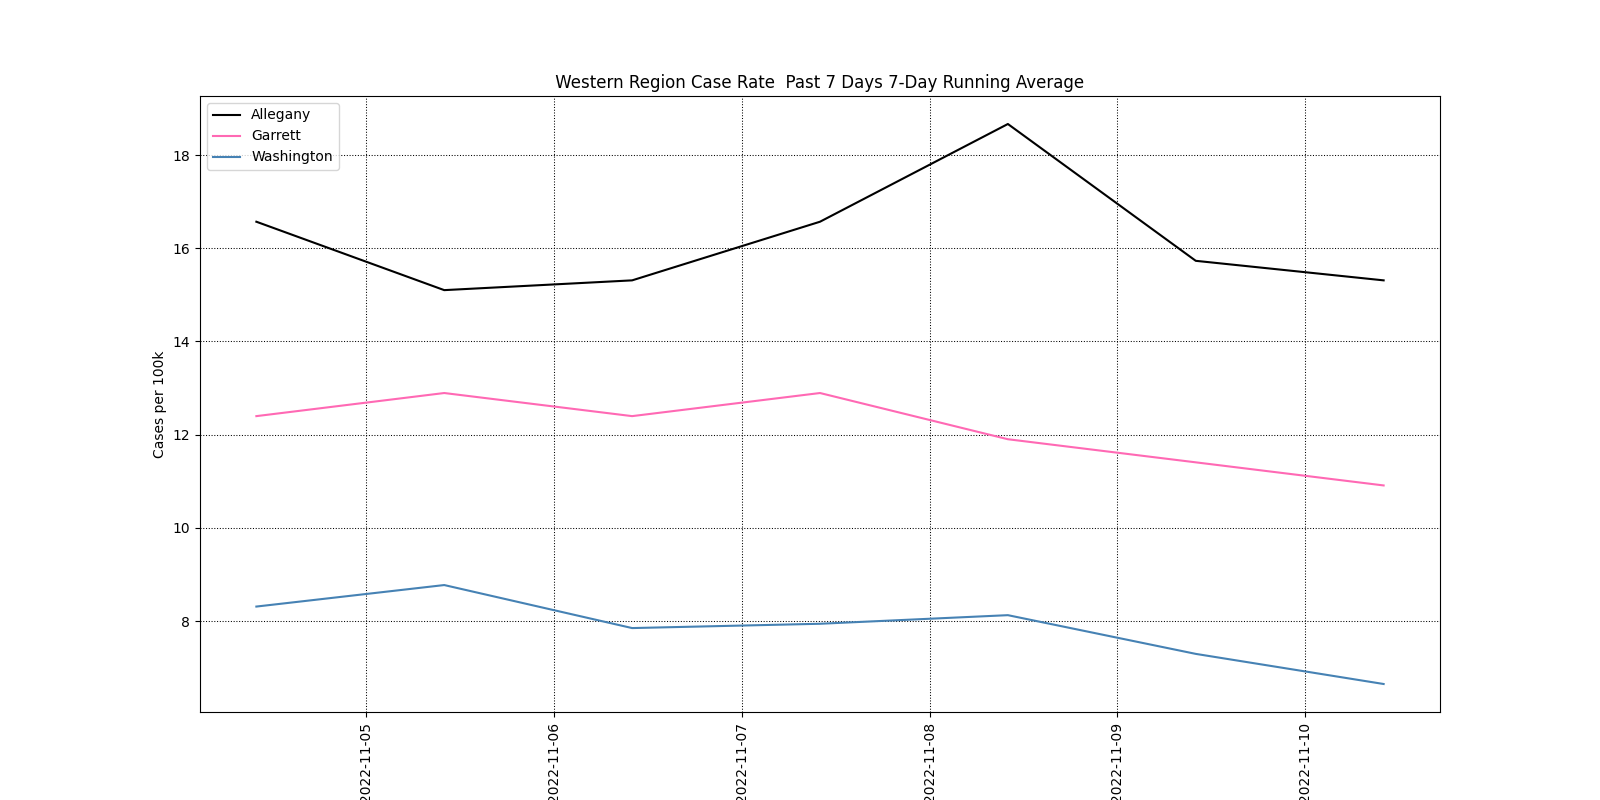 Western Region Case Rate  Past 7 Days 7-Day Running Average
Allegany
Garrett
Washington
18
16
14
12
10
8
Cases per 100k
2022-11-05
2022-11-06
2022-11-07
2022-11-08
2022-11-09
2022-11-10